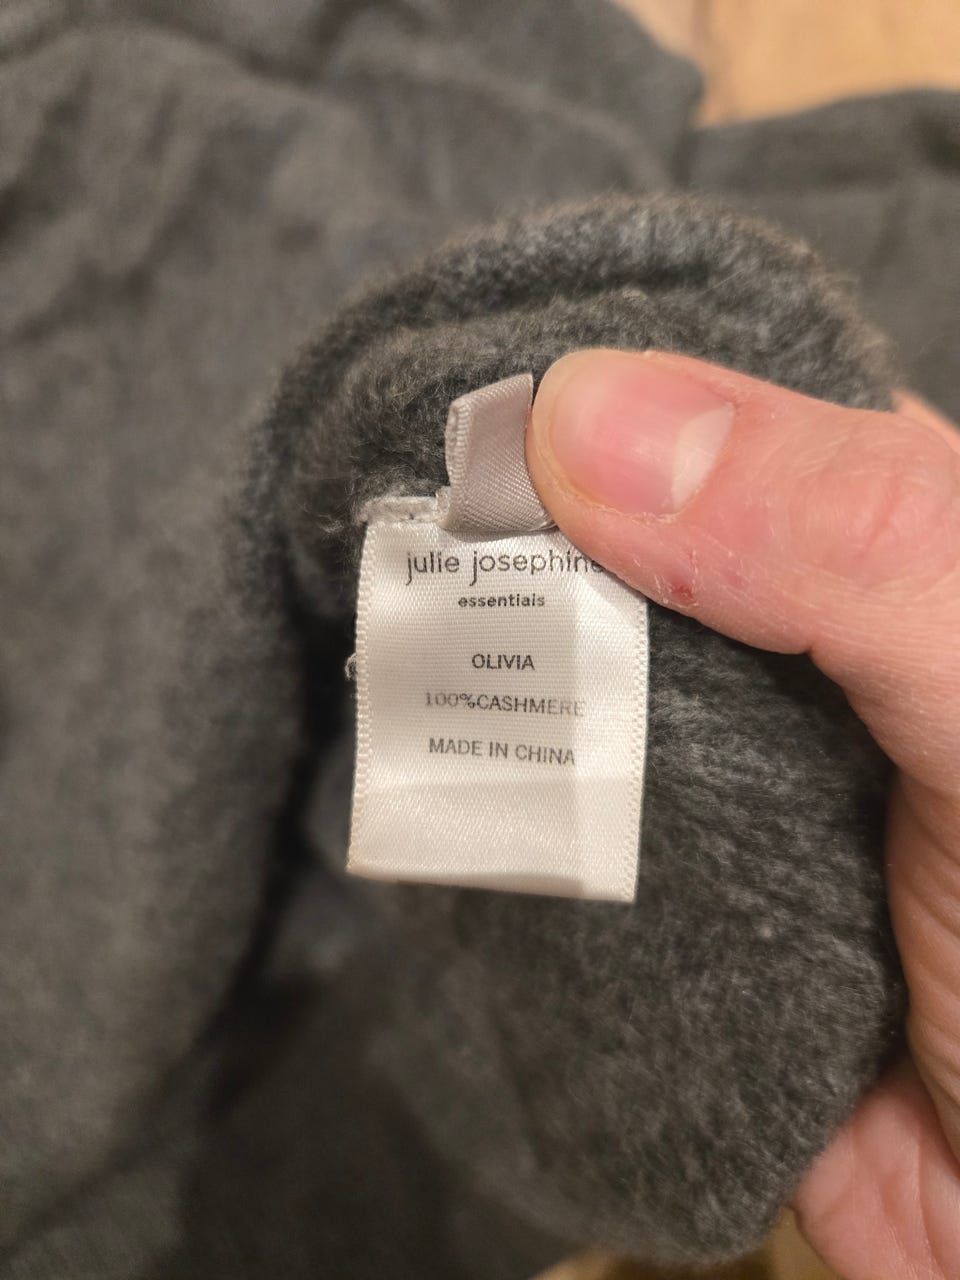 julie josephine
essentials
OLIVIA
100%CASHMERE
MADE IN CHINA